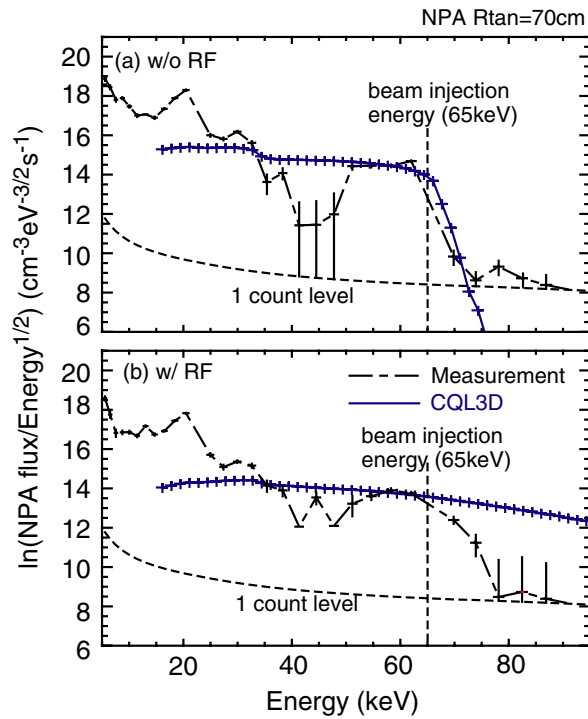 NPA Rtan=70cm
(a) w/o RF
beam injection
energy (65keV)
1 count level
20
18
16
14
12
10
8
6
(b) w/ RF
Measurement
CQL3D
beam injection
energy (65keV)
1 count level
20
18
16
14
12
10
8
6
ln(NPA flux/Energy^1/2) (cm^-3eV^-3/2s^-1)
20 40 60 80
Energy (keV)